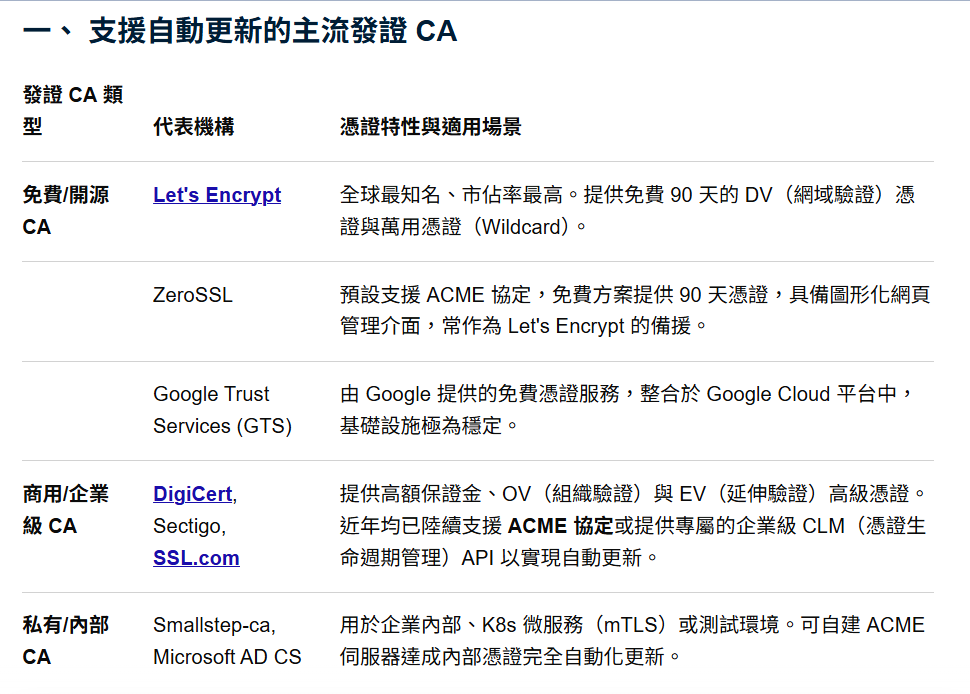 一、 支援自動更新的主流發證 CA
發證 CA 類
型
代表機構
憑證特性與適用場景
免費/開源
CA
Let's Encrypt
全球最知名、市佔率最高。提供免費 90 天的 DV（網域驗證）憑
證與萬用憑證（Wildcard）。
ZeroSSL
預設支援 ACME 協定，免費方案提供 90 天憑證，具備圖形化網頁
管理介面，常作為 Let's Encrypt 的備援。
Google Trust
Services (GTS)
由 Google 提供的免費憑證服務，整合於 Google Cloud 平台中，
基礎設施極為穩定。
商用/企業
級 CA
DigiCert,
Sectigo,
SSL.com
提供高額保證金、OV（組織驗證）與 EV（延伸驗證）高級憑證。
近年均已陸續支援 ACME 協定或提供專屬的企業級 CLM（憑證生
命週期管理）API 以實現自動更新。
私有/內部
CA
Smallstep-ca,
Microsoft AD CS
用於企業內部、K8s 微服務（mTLS）或測試環境。可自建 ACME
伺服器達成內部憑證完全自動化更新。